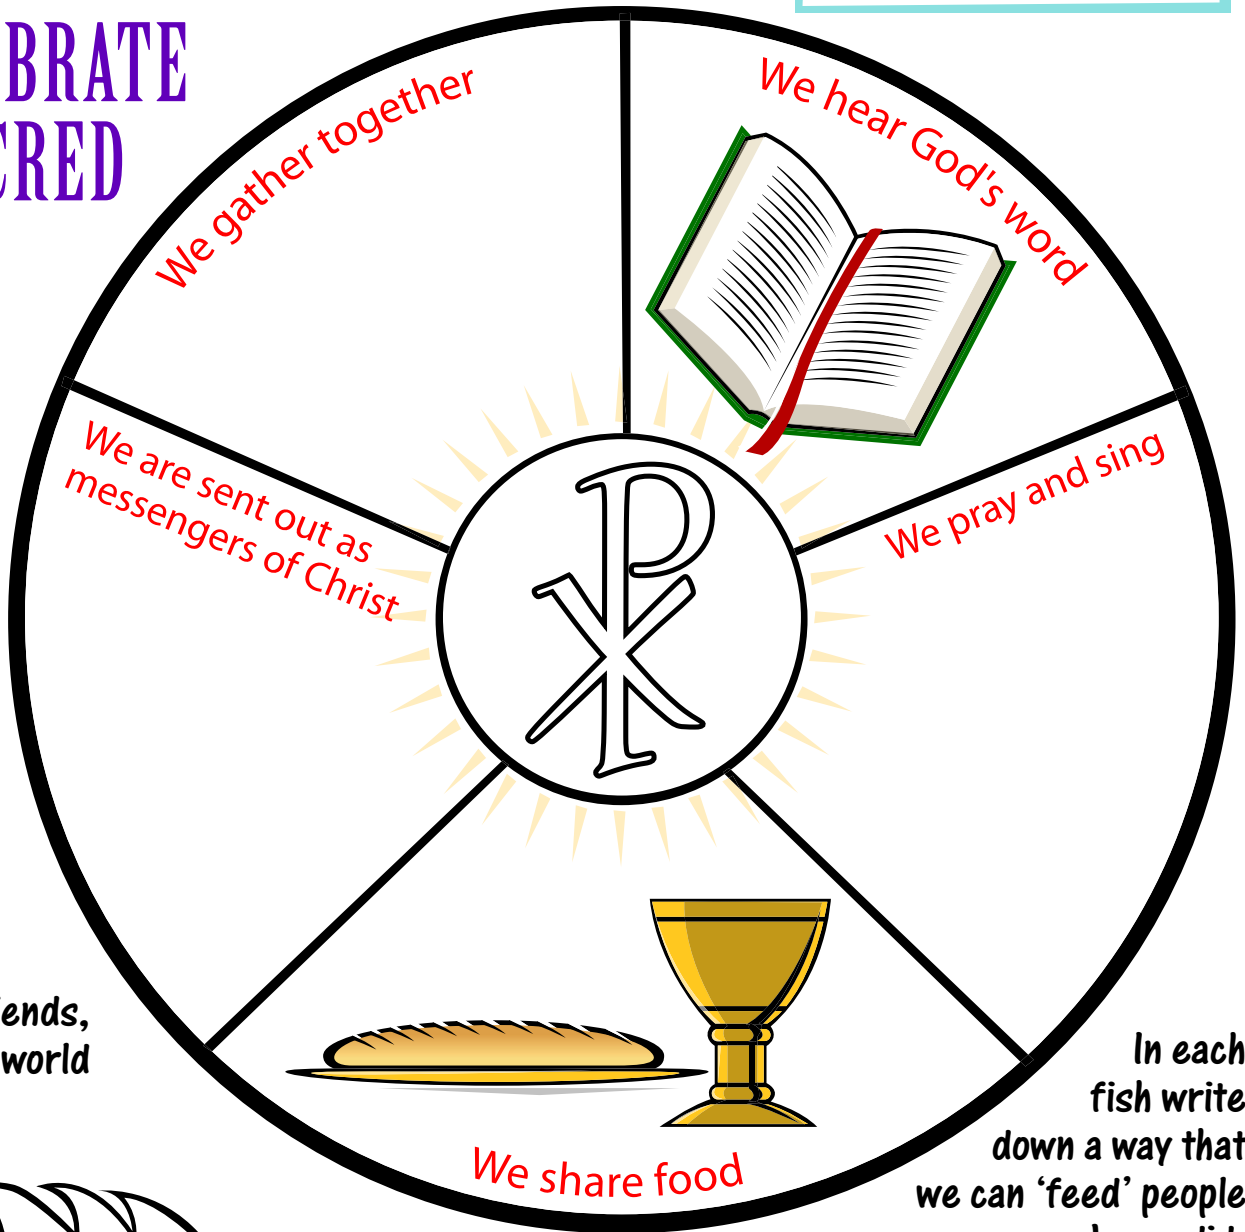 BRATE
CRED
We gather together
We hear God's word
We are sent out as
messengers of Christ
We pray and sing
We share food
iends,
world
In each
fish write
down a way that
we can ‘feed’ people